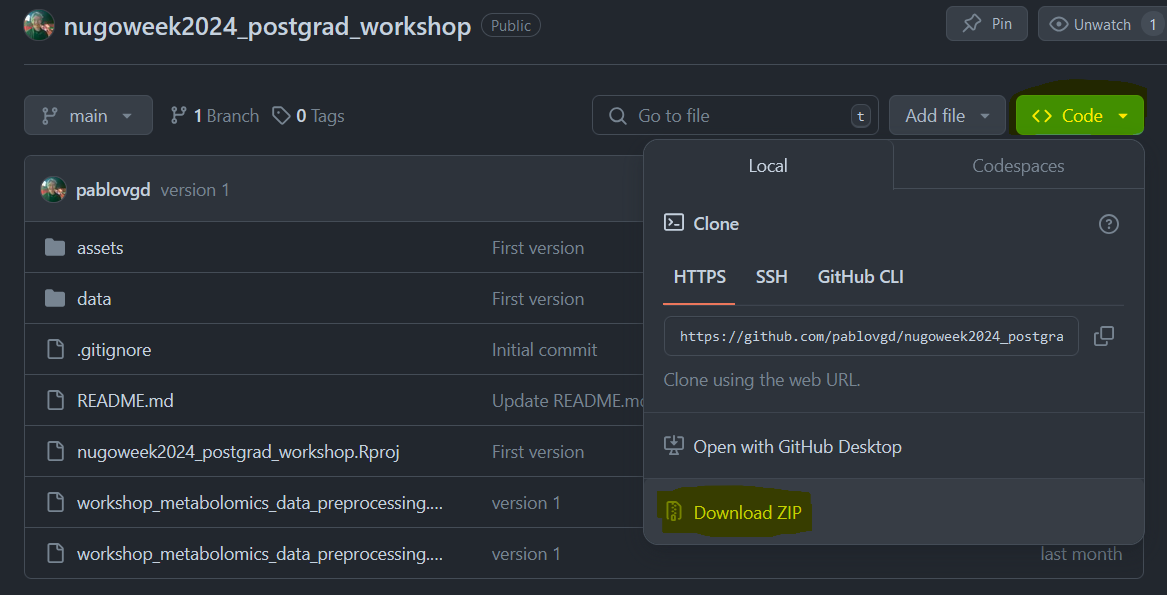 nugoweek2024_postgrad_workshop Public Pin Unwatch 1
main 1 Branch 0 Tags Go to file t Add file Code
pablovgd version 1
assets First version
data First version
.gitignore Initial commit
README.md Update README.md
nugoweek2024_postgrad_workshop.Rproj First version
workshop_metabolomics_data_preprocessing.... version 1
workshop_metabolomics_data_preprocessing.... version 1
last month
Local Codespaces
Clone
HTTPS SSH GitHub CLI
https://github.com/pablovgd/nugoweek2024_postgra
Clone using the web URL.
Open with GitHub Desktop
Download ZIP